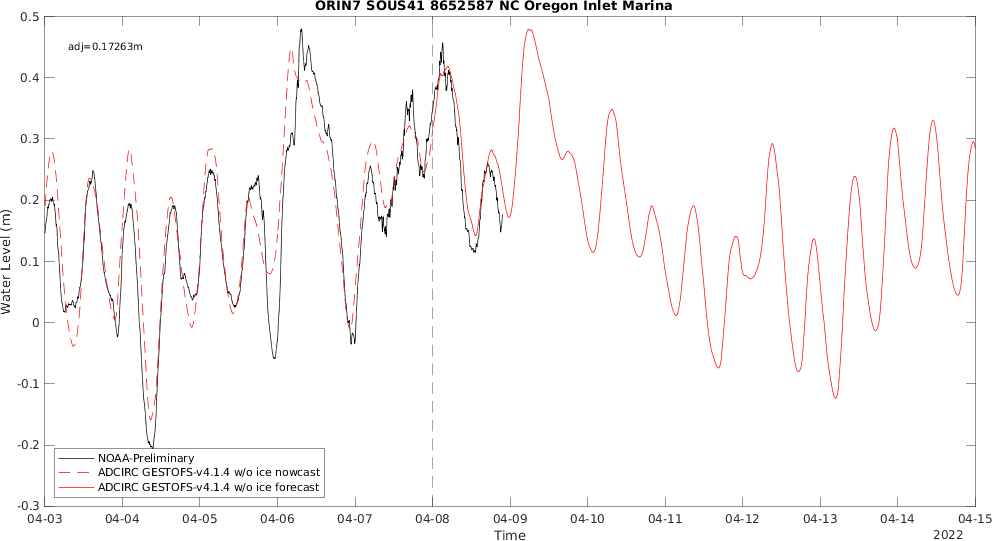 ORIN7 SOUS41 8652587 NC Oregon Inlet Marina
adj=0.17263m
Water Level (m)
0.5
0.4
0.3
0.2
0.1
0
-0.1
-0.2
-0.3
NOAA-Preliminary
ADCIRC GESTOFS-v4.1.4 w/o ice nowcast
ADCIRC GESTOFS-v4.1.4 w/o ice forecast
04-03 04-04 04-05 04-06 04-07 04-08 04-09 04-10 04-11 04-12 04-13 04-14 04-15
Time
2022